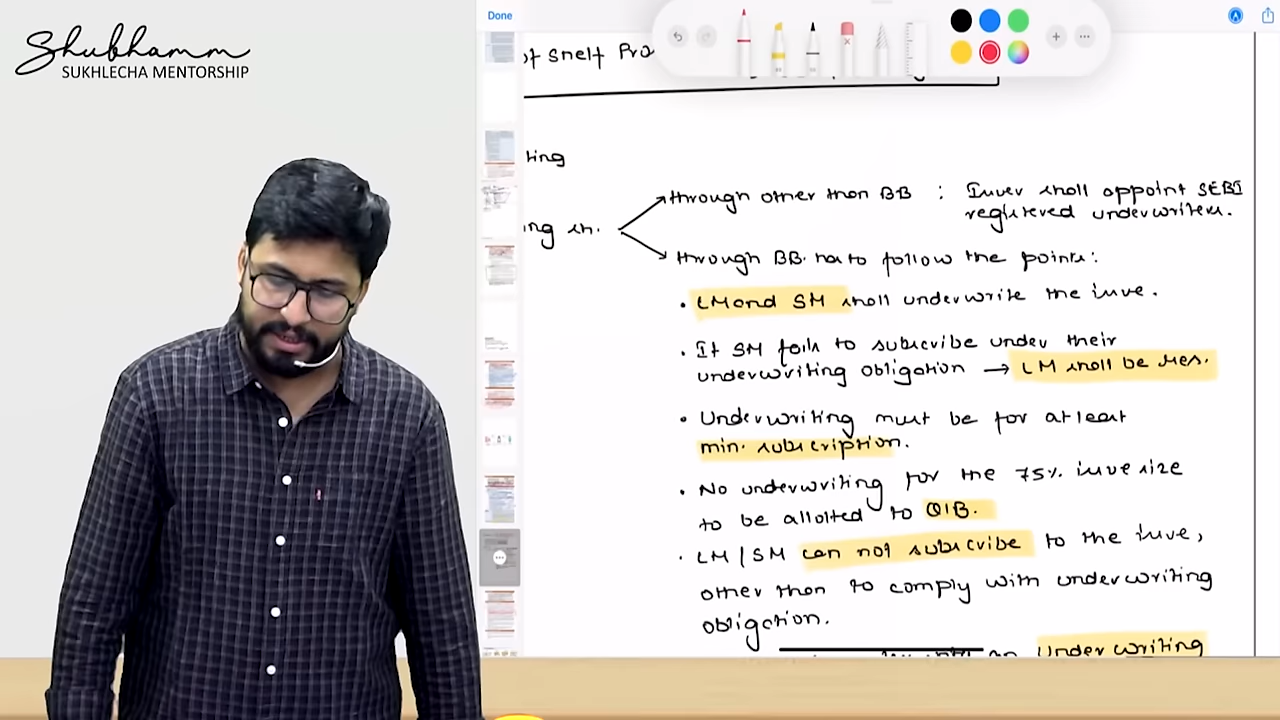 Shubhamm
SUKHLECHA MENTORSHIP
Done
of Shelf Pro
ting
ing in.
through other than BB : Issuer shall appoint SEBI
registered underwriters.
through BB. has to follow the points:
• LM and SM shall underwrite the issue.
• If SM fails to subscribe under their
underwriting obligation → LM shall be res.
• Underwriting must be for atleast
min. subscription.
• No underwriting for the 75% issue size
to be allotted to QIB.
• LM / SM can not subscribe to the issue,
other than to comply with underwriting
obligation.
Underwriting